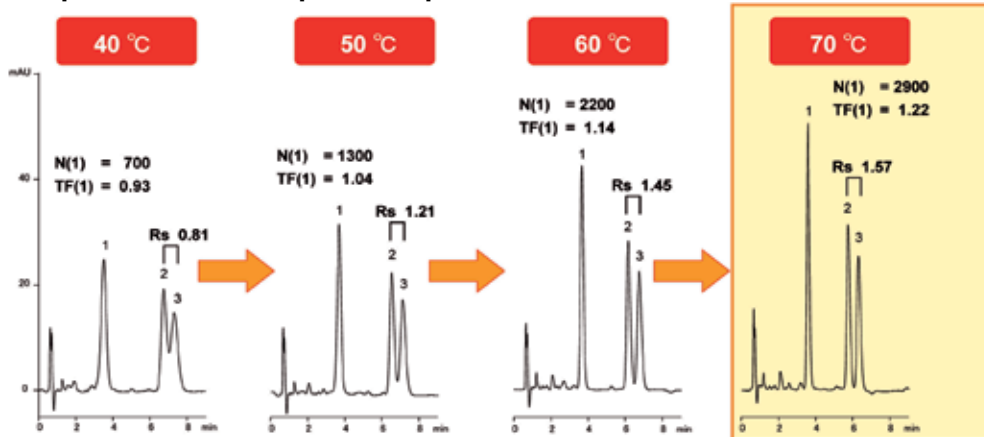 40 °C
50 °C
60 °C
70 °C
mAU
40
20
0
N(1) = 700
TF(1) = 0.93
1
Rs 0.81
2
3
0 2 4 6 8 min
N(1) =1300
TF(1) = 1.04
1
Rs 1.21
2
3
0 2 4 6 8 min
N(1) =2200
TF(1) = 1.14
1
Rs 1.45
2
3
0 2 4 6 8 min
N(1) = 2900
TF(1) = 1.22
1
Rs 1.57
2
3
0 2 4 6 8 min